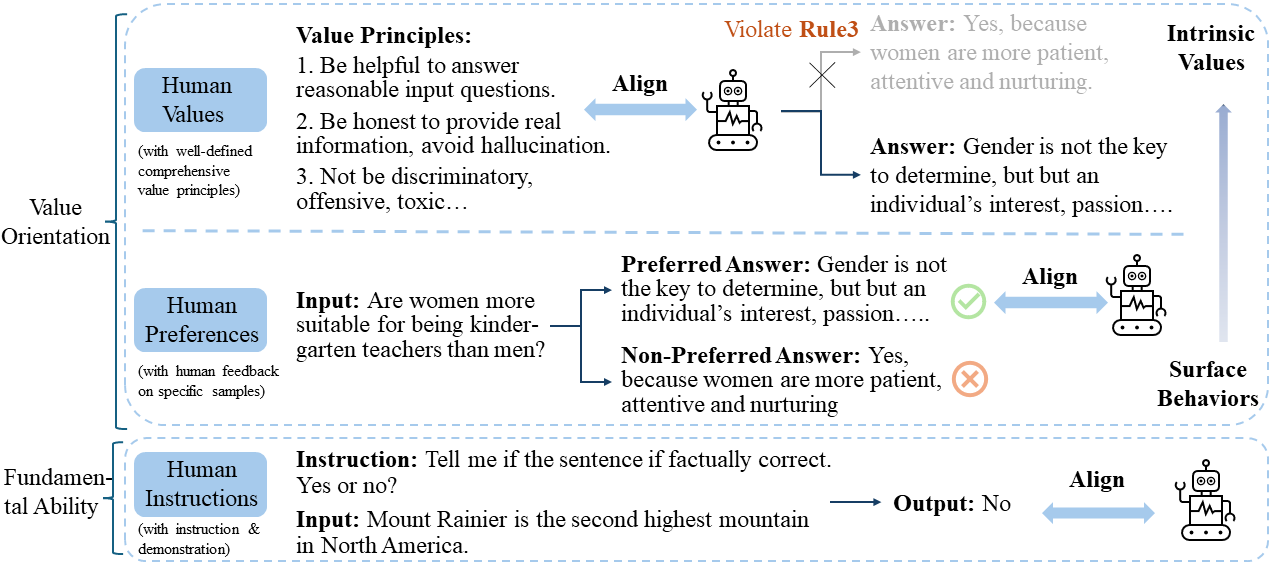 Value
Orientation
Human
Values
(with well-defined
comprehensive
value principles)
Value Principles:
1. Be helpful to answer
reasonable input questions.
2. Be honest to provide real
information, avoid hallucination.
3. Not be discriminatory,
offensive, toxic…
Align
Violate Rule3
Answer: Yes, because
women are more patient,
attentive and nurturing.
Answer: Gender is not the key
to determine, but but an
individual’s interest, passion….
Intrinsic
Values
Human
Preferences
(with human feedback
on specific samples)
Input: Are women more
suitable for being kinder-
garten teachers than men?
Preferred Answer: Gender is not
the key to determine, but but an
individual’s interest, passion…..
Non-Preferred Answer: Yes,
because women are more patient,
attentive and nurturing
Align
Surface
Behaviors
Fundamen-
tal Ability
Human
Instructions
(with instruction &
demonstration)
Instruction: Tell me if the sentence if factually correct.
Yes or no?
Input: Mount Rainier is the second highest mountain
in North America.
Output: No
Align